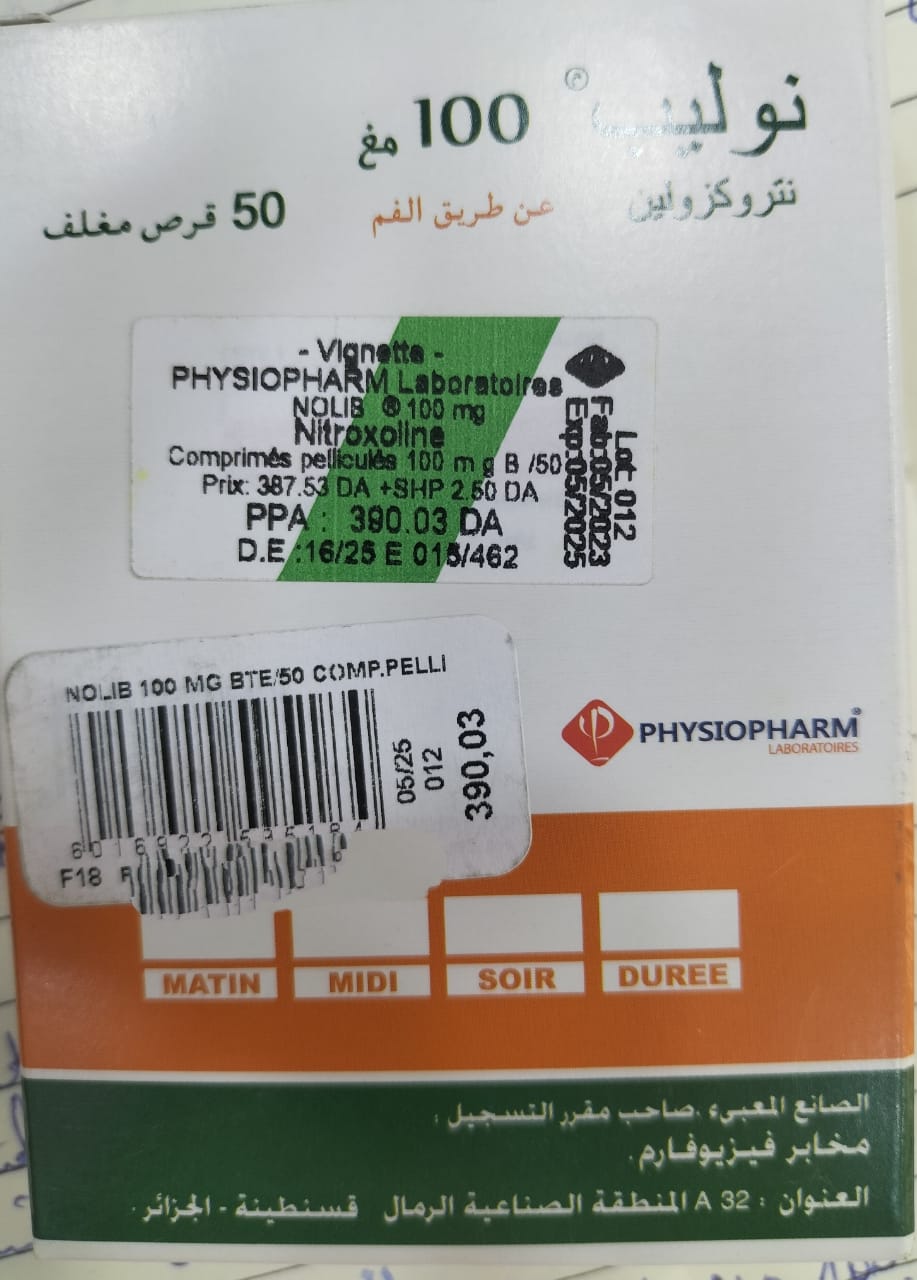 نوليب ® 100 مغ
نتروكزولين
عن طريق الفم
50 قرص مغلف
- Vignette -
PHYSIOPHARM Laboratoires
NOLIB ® 100 mg
Nitroxoline
Comprimés pelliculés 100 m g B /50
Prix: 387.53 DA +SHP 2.50 DA
PPA : 390.03 DA
D.E :16/25 E 015/462
Lot 012
Fab:05/2023
Exp:05/2025
NOLIB 100 MG BTE/50 COMP.PELLI
05/25
012
390,03
F18
PHYSIOPHARM®
LABORATOIRES
MATIN
MIDI
SOIR
DUREE
الصانع المعبىء .صاحب مقرر التسجيل :
مخابر فيزيوفارم.
العنوان : A 32 المنطقة الصناعية الرمال قسنطينة - الجزائر.